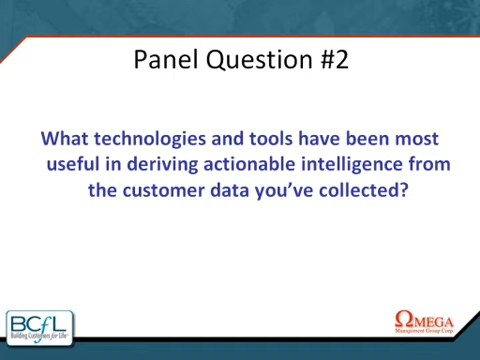 Panel Question #2
What technologies and tools have been most
useful in deriving actionable intelligence from
the customer data you've collected?
BCfL
Building Customers for Life
ΩMEGA
Management Group Corp.